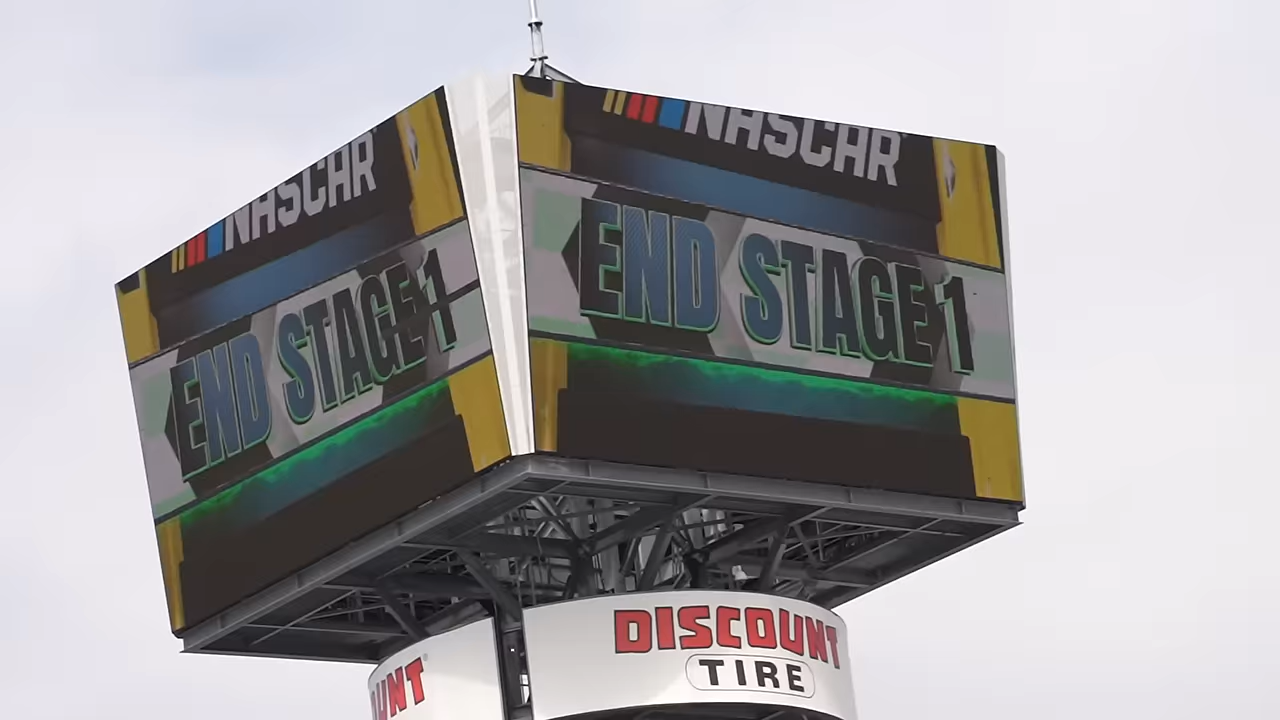 NASCAR
END STAGE 1
NASCAR
END STAGE 1
DISCOUNT
TIRE
UNT